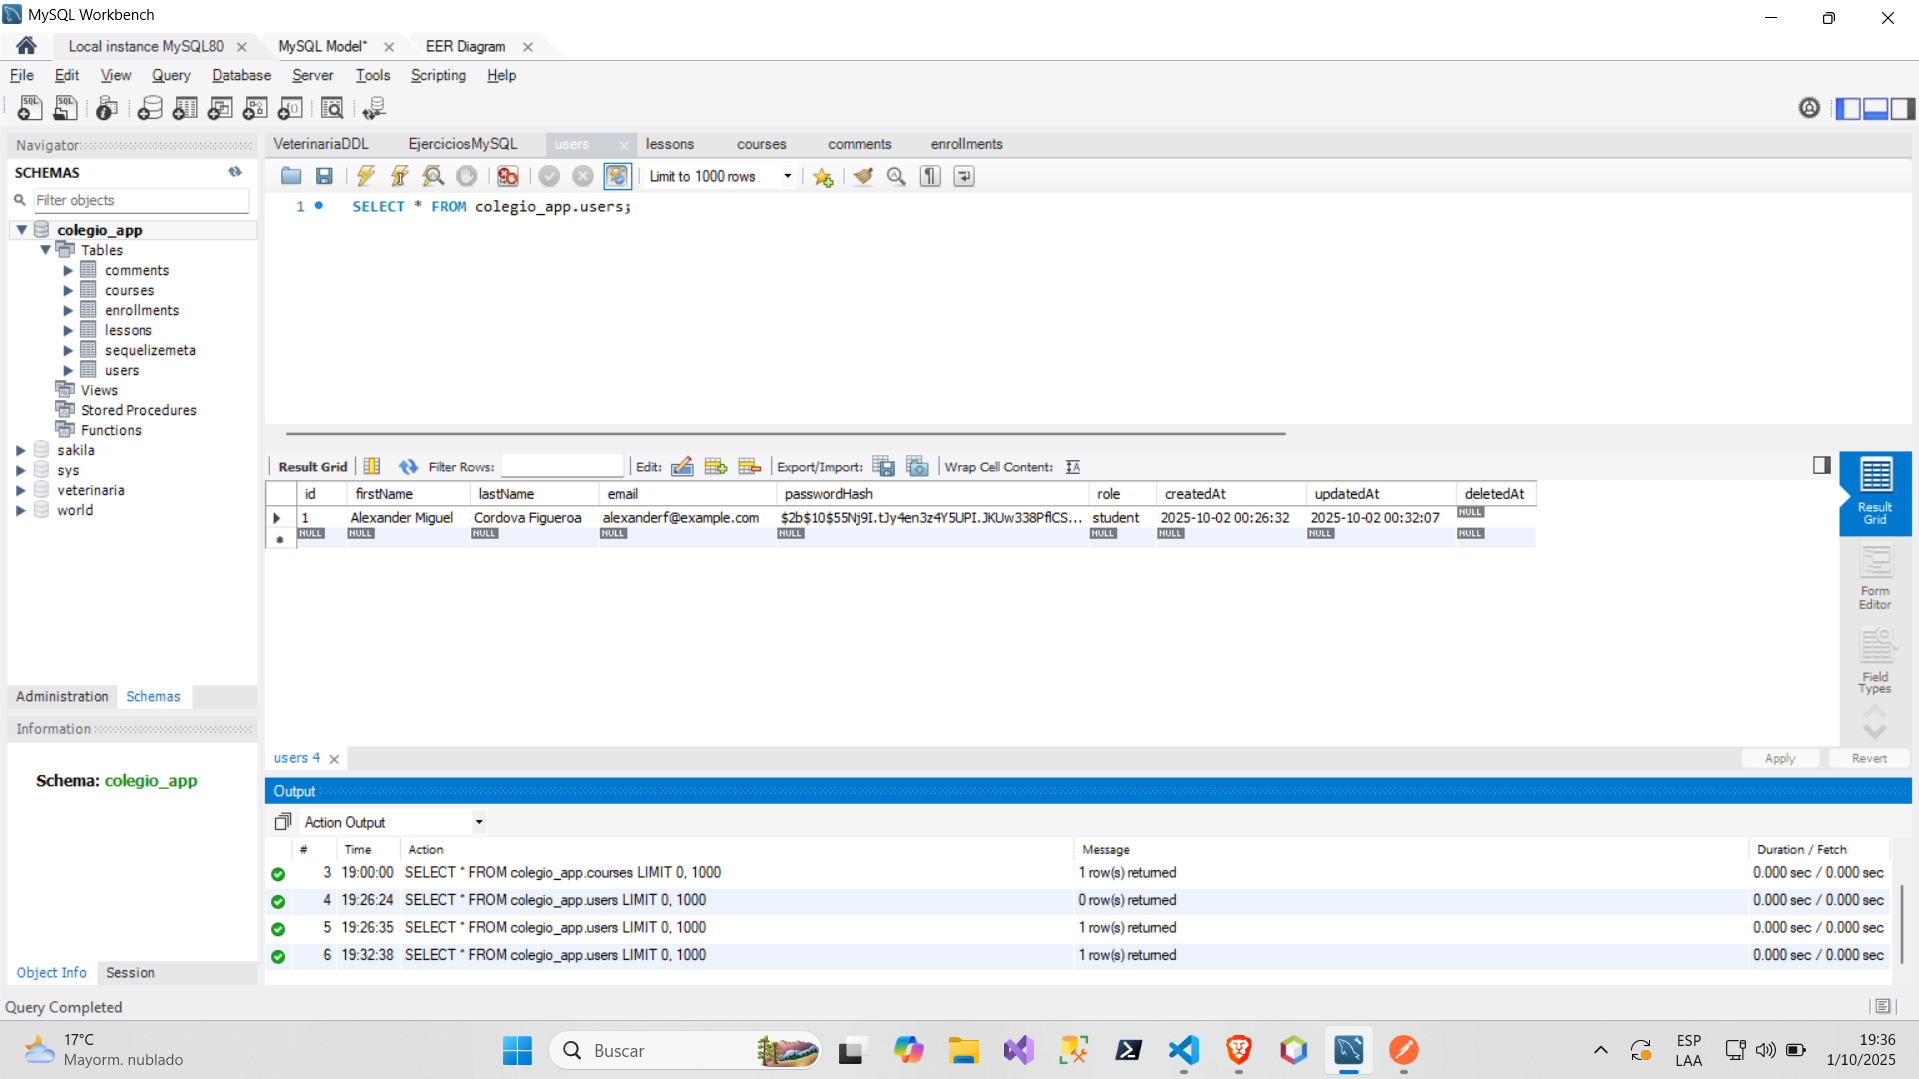 MySQL Workbench
Local instance MySQL80
MySQL Model*
EER Diagram
File Edit View Query Database Server Tools Scripting Help
Navigator
SCHEMAS
Filter objects
colegio_app
Tables
comments
courses
enrollments
lessons
sequelizemeta
users
Views
Stored Procedures
Functions
sakila
sys
veterinaria
world
Administration Schemas
Information
Schema: colegio_app
Object Info Session
VeterinariaDDL EjerciciosMySQL users lessons courses comments enrollments
Limit to 1000 rows
1 SELECT * FROM colegio_app.users;
Result Grid Filter Rows: Edit: Export/Import: Wrap Cell Content:
id firstName lastName email passwordHash role createdAt updatedAt deletedAt
1 Alexander Miguel Cordova Figueroa alexanderf@example.com $2b$10$55Nj9I.tJy4en3z4Y5UPI.JKUw338PflCS... student 2025-10-02 00:26:32 2025-10-02 00:32:07 NULL
NULL NULL NULL NULL NULL NULL NULL NULL NULL
Result Grid
Form Editor
Field Types
users 4
Apply Revert
Output
Action Output
# Time Action Message Duration / Fetch
3 19:00:00 SELECT * FROM colegio_app.courses LIMIT 0, 1000 1 row(s) returned 0.000 sec / 0.000 sec
4 19:26:24 SELECT * FROM colegio_app.users LIMIT 0, 1000 0 row(s) returned 0.000 sec / 0.000 sec
5 19:26:35 SELECT * FROM colegio_app.users LIMIT 0, 1000 1 row(s) returned 0.000 sec / 0.000 sec
6 19:32:38 SELECT * FROM colegio_app.users LIMIT 0, 1000 1 row(s) returned 0.000 sec / 0.000 sec
Query Completed
17°C
Mayorm. nublado
Buscar
ESP
LAA
19:36
1/10/2025